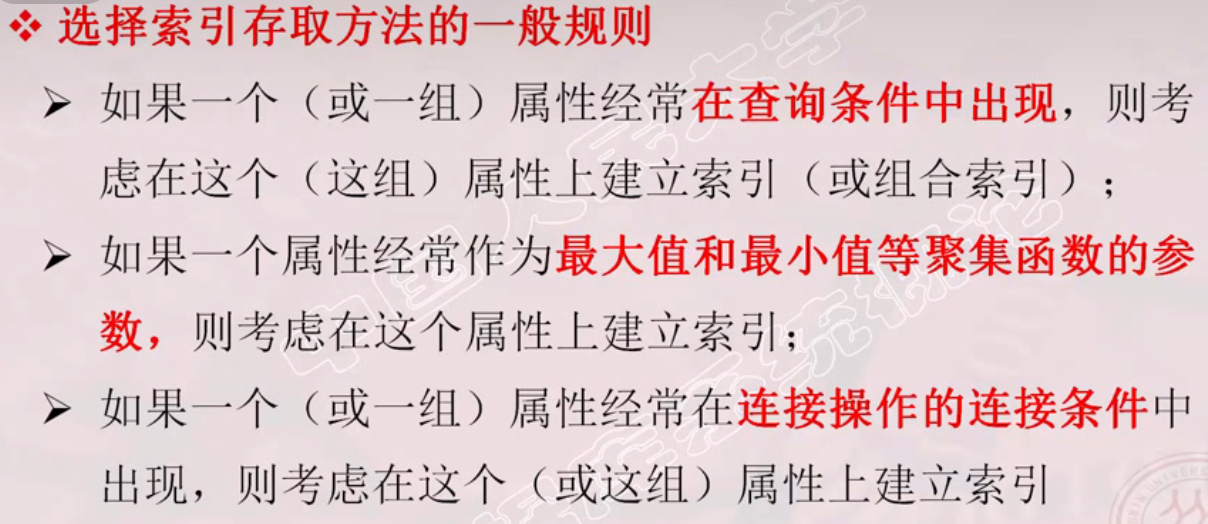 ❖ 选择索引存取方法的一般规则
➢ 如果一个（或一组）属性经常在查询条件中出现，则考
虑在这个（这组）属性上建立索引（或组合索引）；
➢ 如果一个属性经常作为最大值和最小值等聚集函数的参
数，则考虑在这个属性上建立索引；
➢ 如果一个（或一组）属性经常在连接操作的连接条件中
出现，则考虑在这个（或这组）属性上建立索引